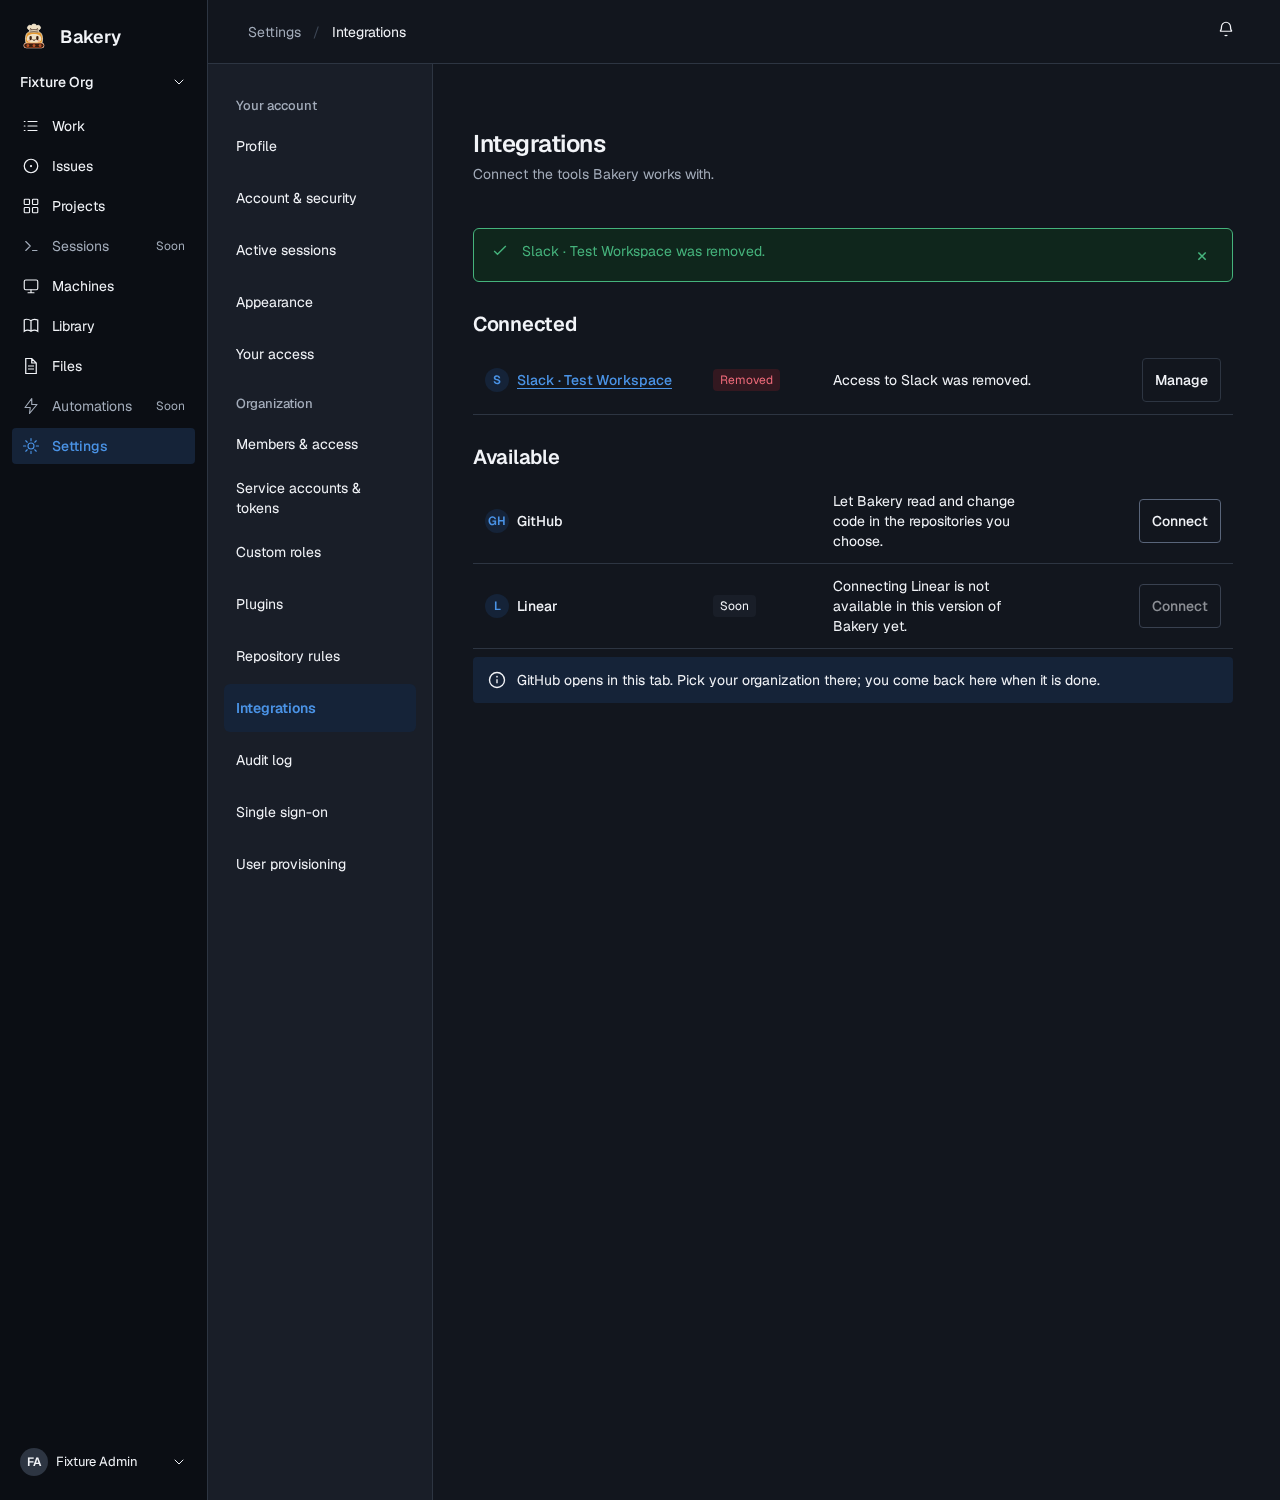 Bakery
Fixture Org
Work
Issues
Projects
Sessions Soon
Machines
Library
Files
Automations Soon
Settings
FA Fixture Admin
Settings / Integrations
Your account
Profile
Account & security
Active sessions
Appearance
Your access
Organization
Members & access
Service accounts &
tokens
Custom roles
Plugins
Repository rules
Integrations
Audit log
Single sign-on
User provisioning
Integrations
Connect the tools Bakery works with.
Slack · Test Workspace was removed.
Connected
S Slack · Test Workspace Removed Access to Slack was removed. Manage
Available
GH GitHub
Let Bakery read and change
code in the repositories you
choose.
Connect
L Linear Soon
Connecting Linear is not
available in this version of
Bakery yet.
Connect
GitHub opens in this tab. Pick your organization there; you come back here when it is done.